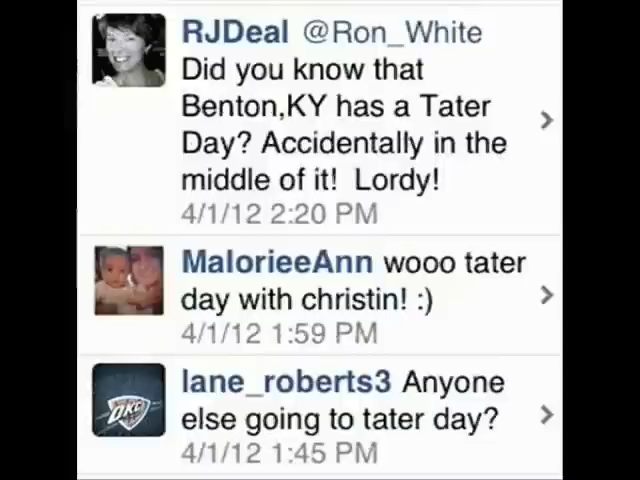 RJDeal @Ron_White
Did you know that
Benton,KY has a Tater
Day? Accidentally in the
middle of it!  Lordy!
4/1/12 2:20 PM
MalorieeAnn wooo tater
day with christin! :)
4/1/12 1:59 PM
lane_roberts3 Anyone
else going to tater day?
4/1/12 1:45 PM
OKC